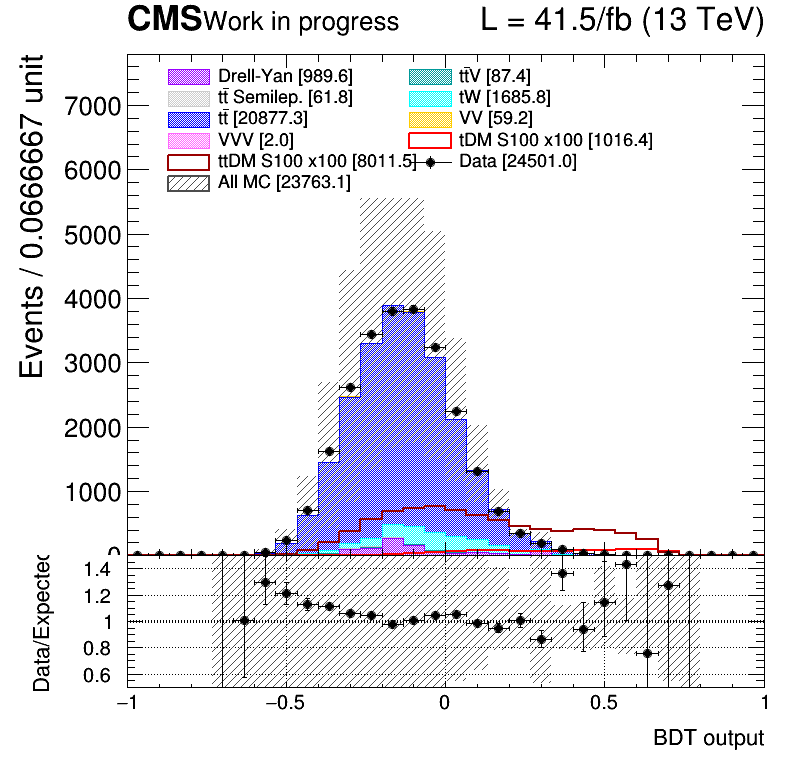 CMS Work in progress L = 41.5/fb (13 TeV)
Events / 0.0666667 unit
Drell-Yan [989.6]
tt̄V [87.4]
tt̄ Semilep. [61.8]
tW [1685.8]
tt̄ [20877.3]
VV [59.2]
VVV [2.0]
tDM S100 x100 [1016.4]
ttDM S100 x100 [8011.5]
Data [24501.0]
All MC [23763.1]
7000
6000
5000
4000
3000
2000
1000
0
Data/Expected
1.4
1.2
1
0.8
0.6
−1 −0.5 0 0.5 1
BDT output